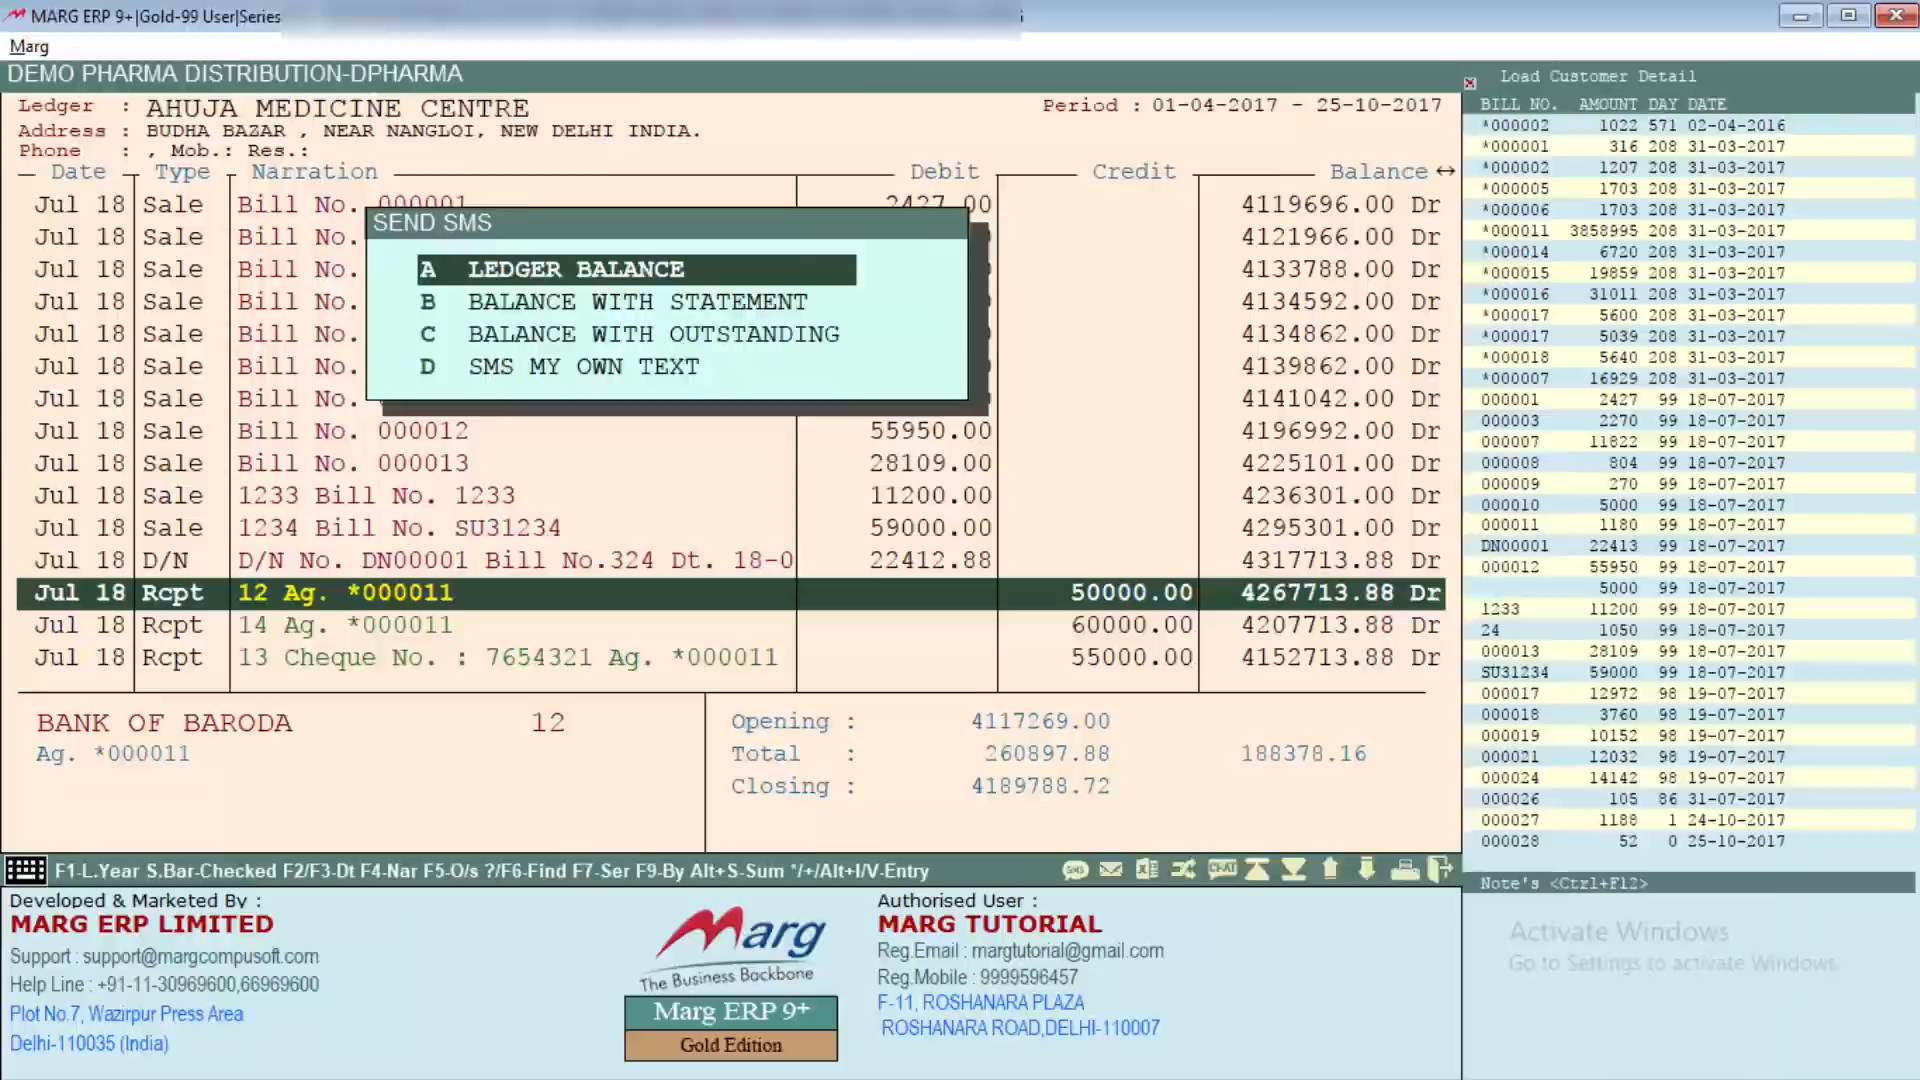 MARG ERP 9+|Gold-99 User|Series
Marg
DEMO PHARMA DISTRIBUTION-DPHARMA
Ledger : AHUJA MEDICINE CENTRE Period : 01-04-2017 - 25-10-2017
Address : BUDHA BAZAR , NEAR NANGLOI, NEW DELHI INDIA.
Phone : , Mob.: Res.:
Date Type Narration Debit Credit Balance
Jul 18 Sale Bill No. 000001 2427.00 4119696.00 Dr
Jul 18 Sale Bill No. 4121966.00 Dr
Jul 18 Sale Bill No. 4133788.00 Dr
Jul 18 Sale Bill No. 4134592.00 Dr
Jul 18 Sale Bill No. 4134862.00 Dr
Jul 18 Sale Bill No. 4139862.00 Dr
Jul 18 Sale Bill No. 4141042.00 Dr
Jul 18 Sale Bill No. 000012 55950.00 4196992.00 Dr
Jul 18 Sale Bill No. 000013 28109.00 4225101.00 Dr
Jul 18 Sale 1233 Bill No. 1233 11200.00 4236301.00 Dr
Jul 18 Sale 1234 Bill No. SU31234 59000.00 4295301.00 Dr
Jul 18 D/N D/N No. DN00001 Bill No.324 Dt. 18-0 22412.88 4317713.88 Dr
Jul 18 Rcpt 12 Ag. *000011 50000.00 4267713.88 Dr
Jul 18 Rcpt 14 Ag. *000011 60000.00 4207713.88 Dr
Jul 18 Rcpt 13 Cheque No. : 7654321 Ag. *000011 55000.00 4152713.88 Dr
SEND SMS
A LEDGER BALANCE
B BALANCE WITH STATEMENT
C BALANCE WITH OUTSTANDING
D SMS MY OWN TEXT
BANK OF BARODA 12
Ag. *000011
Opening : 4117269.00
Total : 260897.88 188378.16
Closing : 4189788.72
F1-L.Year S.Bar-Checked F2/F3-Dt F4-Nar F5-O/s ?/F6-Find F7-Ser F9-By Alt+S-Sum */+/Alt+I/V-Entry
SMS
CHAT
Load Customer Detail
BILL NO. AMOUNT DAY DATE
*000002 1022 571 02-04-2016
*000001 316 208 31-03-2017
*000002 1207 208 31-03-2017
*000005 1703 208 31-03-2017
*000006 1703 208 31-03-2017
*000011 3858995 208 31-03-2017
*000014 6720 208 31-03-2017
*000015 19859 208 31-03-2017
*000016 31011 208 31-03-2017
*000017 5600 208 31-03-2017
*000017 5039 208 31-03-2017
*000018 5640 208 31-03-2017
*000007 16929 208 31-03-2017
000001 2427 99 18-07-2017
000003 2270 99 18-07-2017
000007 11822 99 18-07-2017
000008 804 99 18-07-2017
000009 270 99 18-07-2017
000010 5000 99 18-07-2017
000011 1180 99 18-07-2017
DN00001 22413 99 18-07-2017
000012 55950 99 18-07-2017
5000 99 18-07-2017
1233 11200 99 18-07-2017
24 1050 99 18-07-2017
000013 28109 99 18-07-2017
SU31234 59000 99 18-07-2017
000017 12972 98 19-07-2017
000018 3760 98 19-07-2017
000019 10152 98 19-07-2017
000021 12032 98 19-07-2017
000024 14142 98 19-07-2017
000026 105 86 31-07-2017
000027 1188 1 24-10-2017
000028 52 0 25-10-2017
Note's <Ctrl+F12>
Activate Windows
Go to Settings to activate Windows.
Developed & Marketed By :
MARG ERP LIMITED
Support : support@margcompusoft.com
Help Line : +91-11-30969600,66969600
Plot No.7, Wazirpur Press Area
Delhi-110035 (India)
Marg
The Business Backbone
Marg ERP 9+
Gold Edition
Authorised User :
MARG TUTORIAL
Reg.Email : margtutorial@gmail.com
Reg.Mobile : 9999596457
F-11, ROSHANARA PLAZA
ROSHANARA ROAD,DELHI-110007